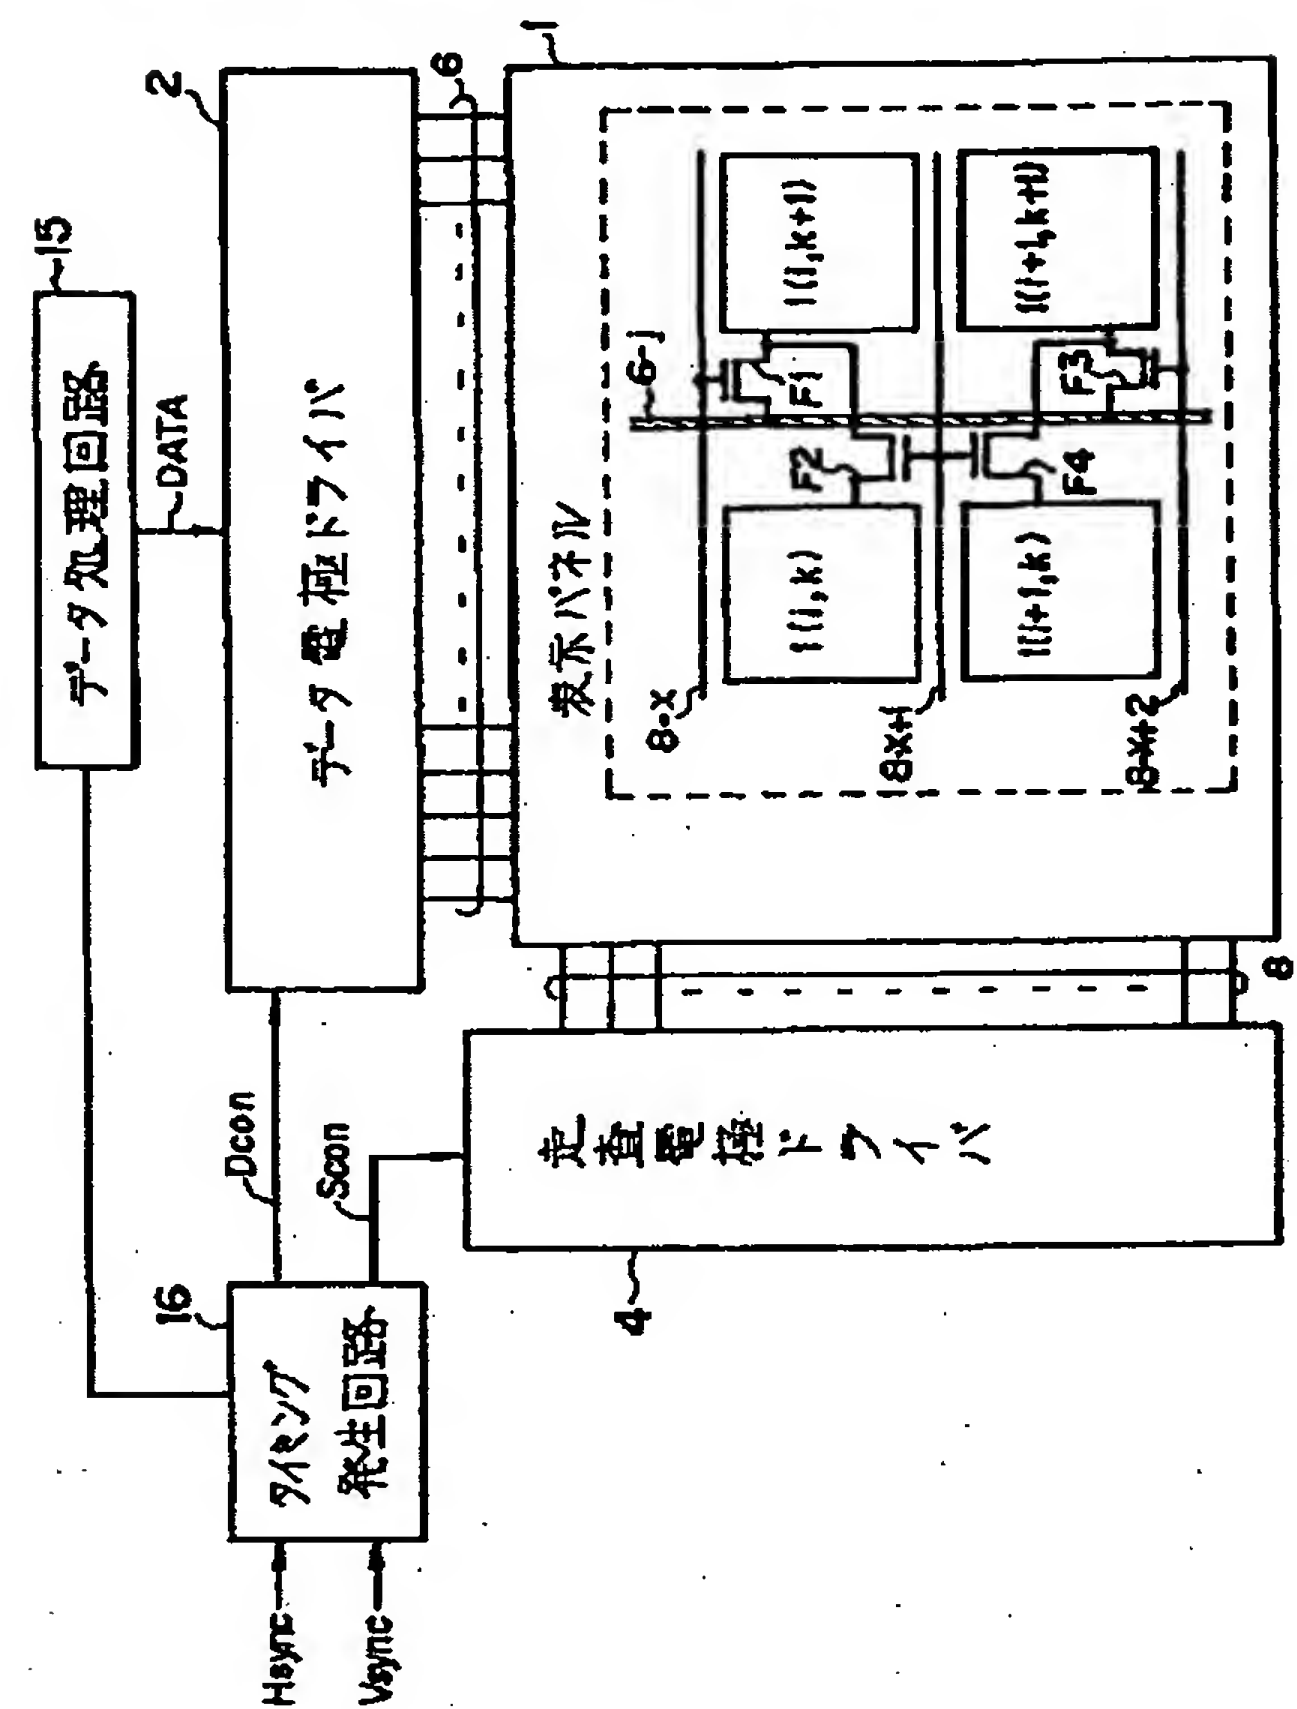 データ処理回路
15
DATA
2
データ電極ドライバ
6
1
Hsync
Vsync
16
タイミング
発生回路
Dcon
Scon
4
走査電極ドライバ
8
表示パネル
6-j
8-x
F1
1(i,k)
1(i,k+1)
F2
8-x+1
F4
1(i+1,k)
1(i+1,k+1)
F3
8-x+2